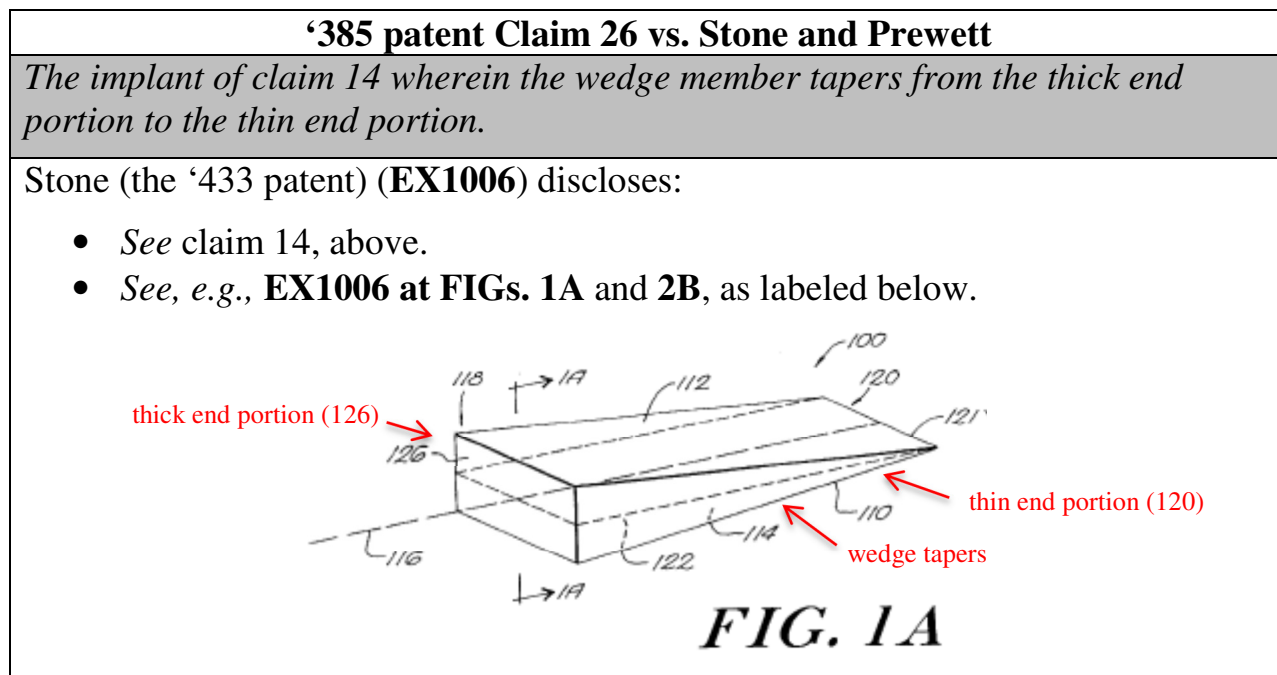 ‘385 patent Claim 26 vs. Stone and Prewett
The implant of claim 14 wherein the wedge member tapers from the thick end
portion to the thin end portion.
Stone (the ‘433 patent) (EX1006) discloses:
• See claim 14, above.
• See, e.g., EX1006 at FIGs. 1A and 2B, as labeled below.
100
118
1A
112
120
thick end portion (126)
121
126
thin end portion (120)
110
114
116
122
wedge tapers
1A
FIG. 1A